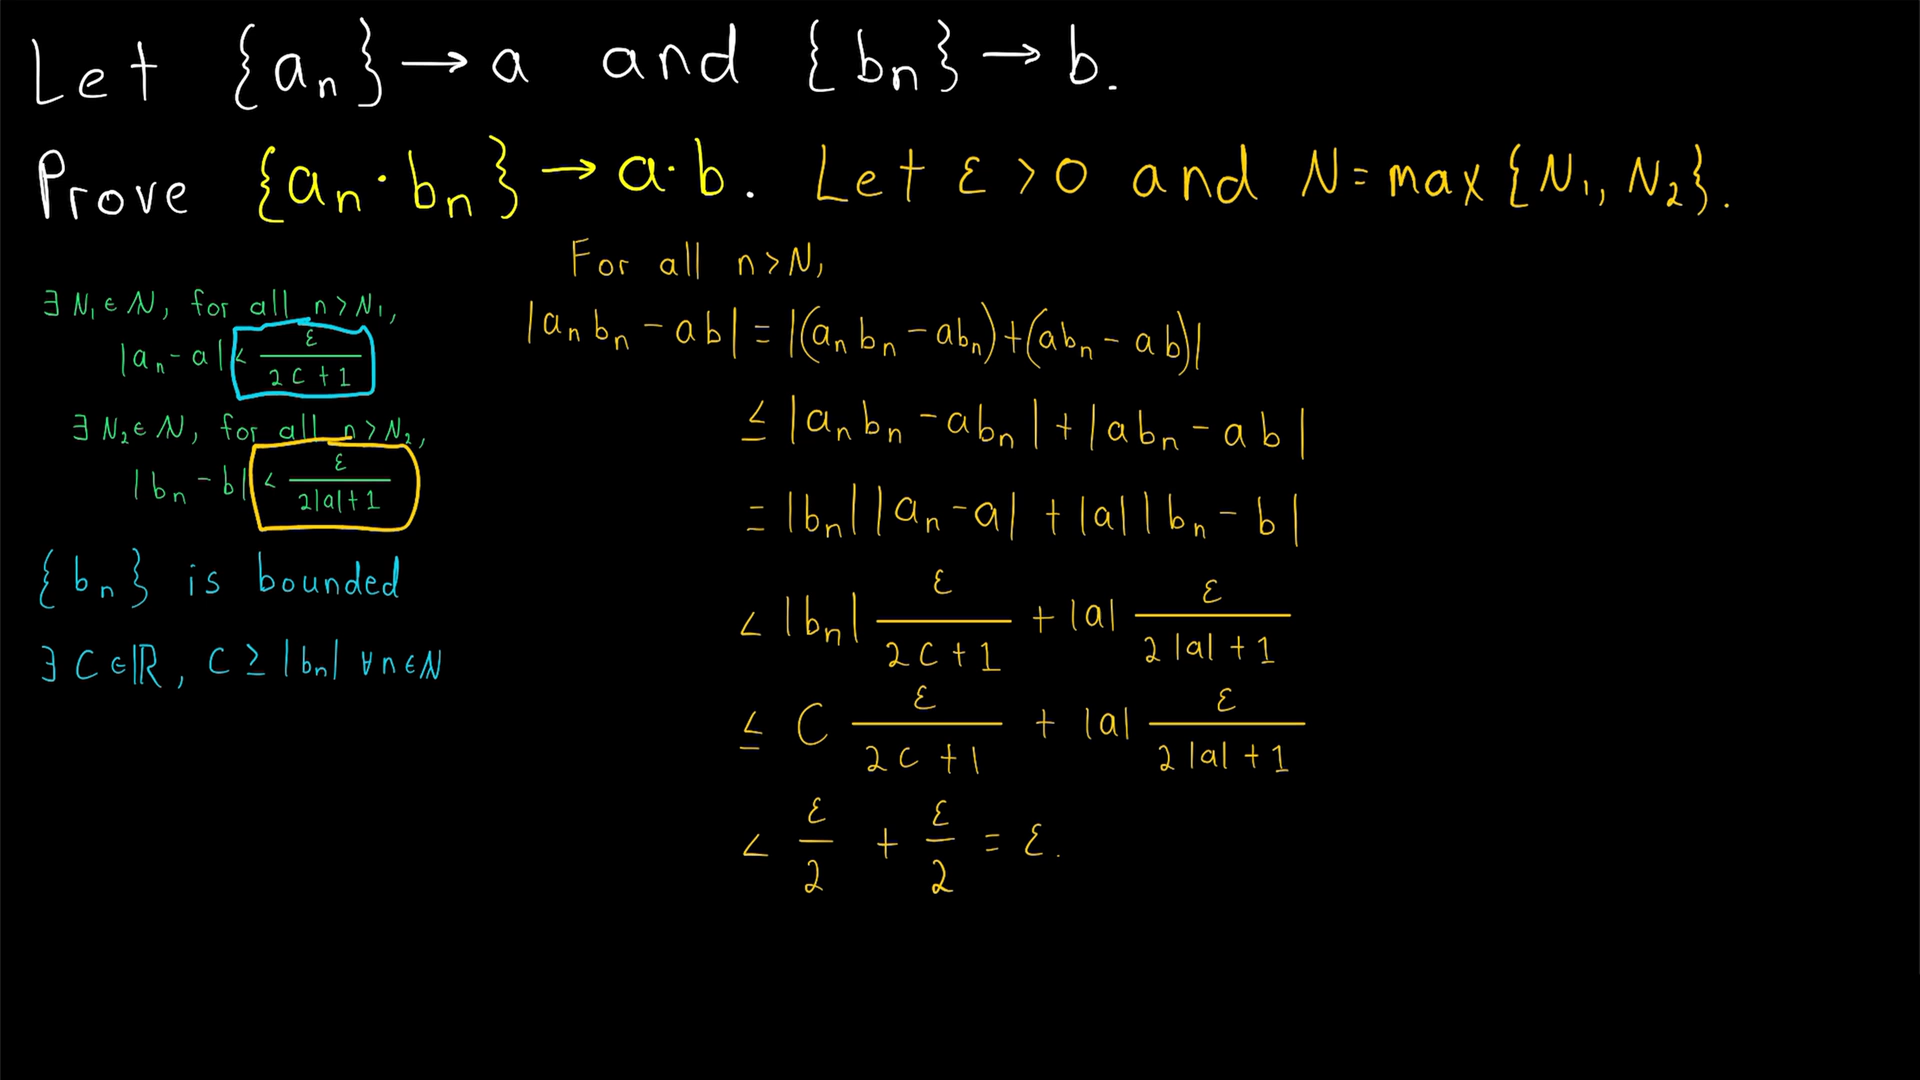 Let {aₙ} → a and {bₙ} → b.
Prove {aₙ · bₙ} → a · b. Let ε > 0 and N = max {N₁, N₂}.
For all n > N,
∃ N₁ ∈ ℕ, for all n > N₁,
|aₙ - a| < ε / (2C + 1)
∃ N₂ ∈ ℕ, for all n > N₂,
|bₙ - b| < ε / (2|a| + 1)
{bₙ} is bounded
∃ C ∈ ℝ, C ≥ |bₙ| ∀ n ∈ ℕ
|aₙbₙ - ab| = |(aₙbₙ - abₙ) + (abₙ - ab)|
≤ |aₙbₙ - abₙ| + |abₙ - ab|
= |bₙ| |aₙ - a| + |a| |bₙ - b|
< |bₙ| ε / (2C + 1) + |a| ε / (2|a| + 1)
≤ C ε / (2C + 1) + |a| ε / (2|a| + 1)
< ε / 2 + ε / 2 = ε.